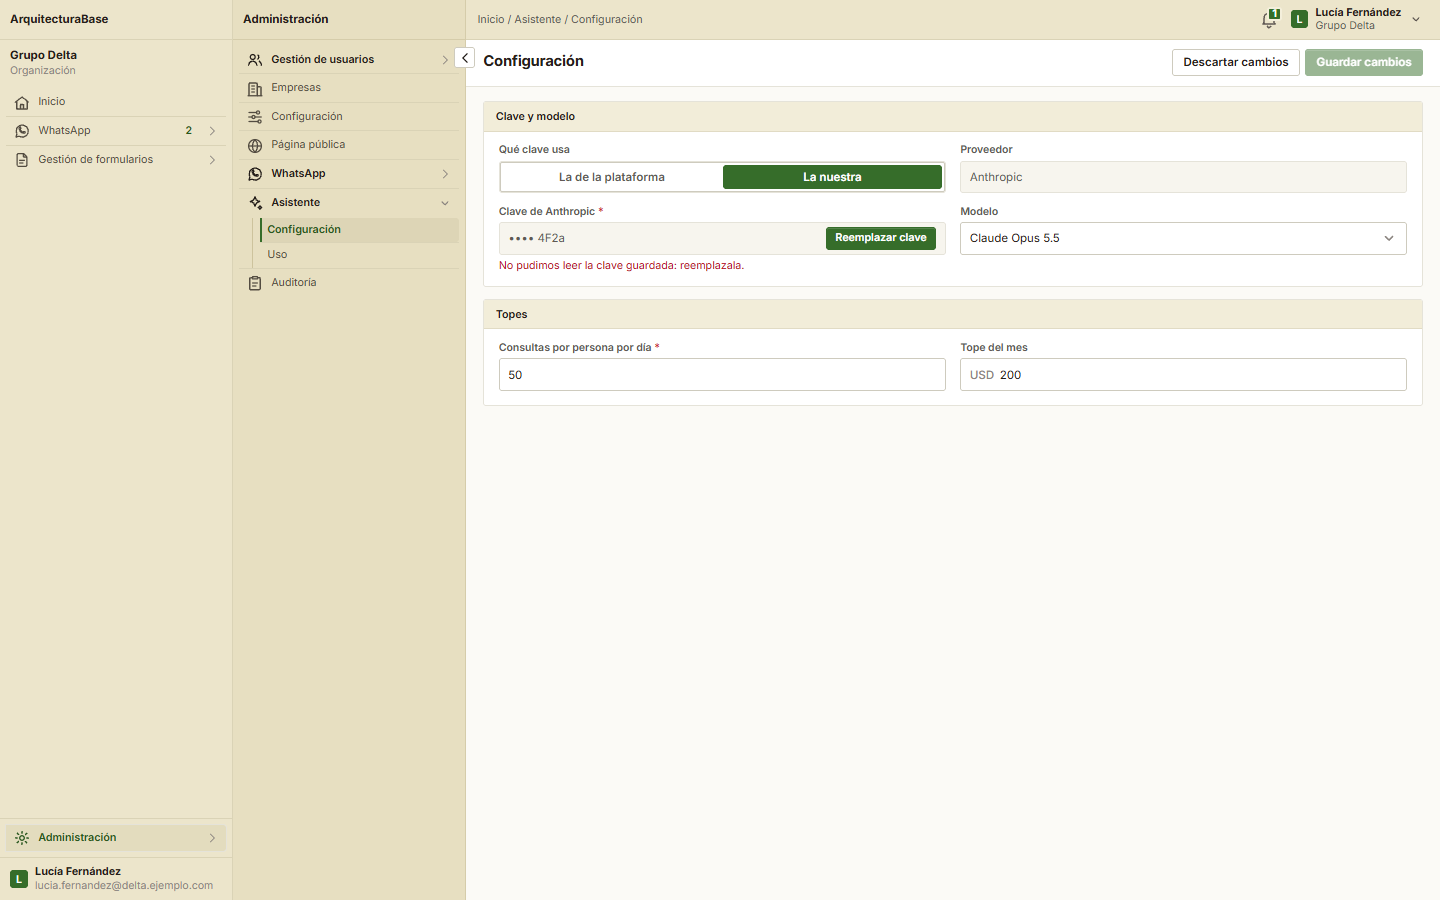 ArquitecturaBase
Grupo Delta
Organización
Inicio
WhatsApp 2
Gestión de formularios
Administración
Lucía Fernández
lucia.fernandez@delta.ejemplo.com
Administración
Gestión de usuarios
Empresas
Configuración
Página pública
WhatsApp
Asistente
Configuración
Uso
Auditoría
Inicio / Asistente / Configuración
1
L
Lucía Fernández
Grupo Delta
Configuración
Descartar cambios
Guardar cambios
Clave y modelo
Qué clave usa
La de la plataforma
La nuestra
Proveedor
Anthropic
Clave de Anthropic *
•••• 4F2a
Reemplazar clave
No pudimos leer la clave guardada: reemplazala.
Modelo
Claude Opus 5.5
Topes
Consultas por persona por día *
50
Tope del mes
USD 200
L